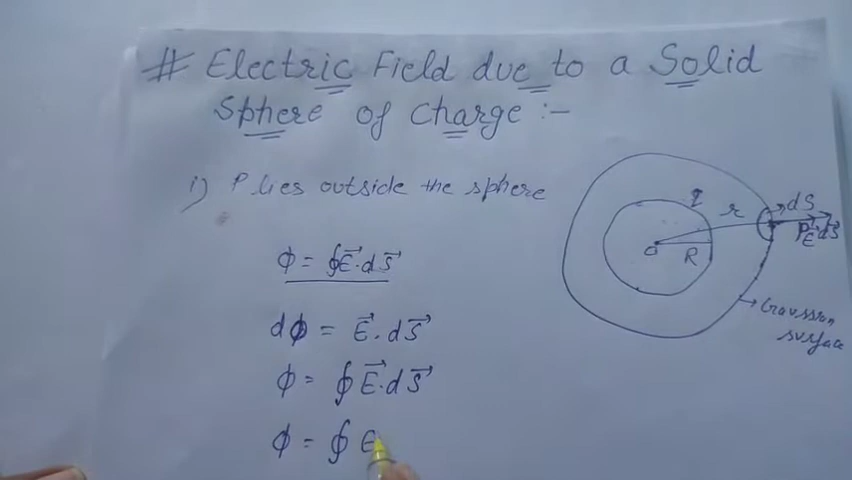 # Electric Field due to a Solid
Sphere of Charge :-
i) P lies outside the sphere
q
r
dS
P
E⃗ dS⃗
O
R
Gaussian
surface
ϕ = ∮E⃗.dS⃗
dϕ = E⃗.dS⃗
ϕ = ∮E⃗.dS⃗
ϕ = ∮ E